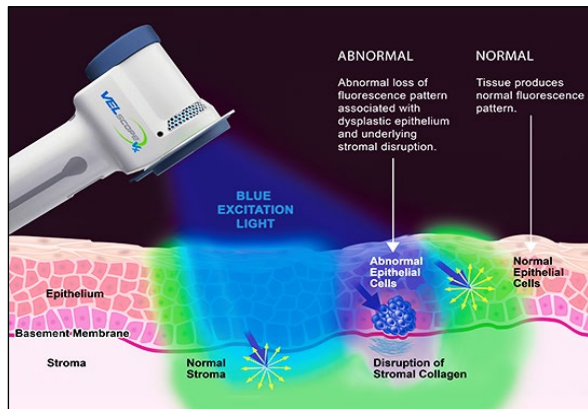 ABNORMAL
Abnormal loss of
fluorescence pattern
associated with
dysplastic epithelium
and underlying
stromal disruption.
NORMAL
Tissue produces
normal fluorescence
pattern.
VELSCOPE Vx
BLUE
EXCITATION
LIGHT
Abnormal
Epithelial
Cells
Normal
Epithelial
Cells
Epithelium
Basement Membrane
Stroma
Normal
Stroma
Disruption of
Stromal Collagen